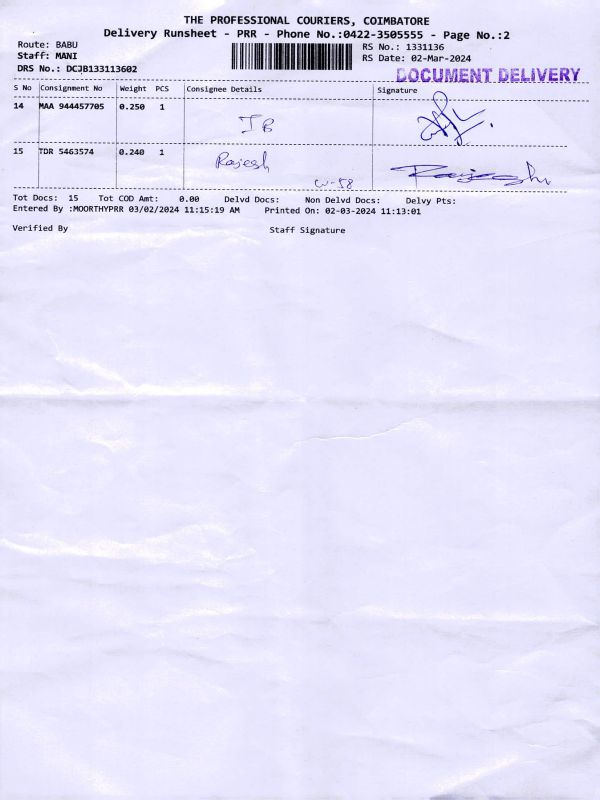 THE PROFESSIONAL COURIERS, COIMBATORE
Delivery Runsheet - PRR - Phone No.:0422-3505555 - Page No.:2
Route: BABU
Staff: MANI
DRS No.: DCJB133113602
RS No.: 1331136
RS Date: 02-Mar-2024
DOCUMENT DELIVERY
S No Consignment No Weight PCS Consignee Details Signature
14 MAA 944457705 0.250 1
IB
15 TDR 5463574 0.240 1 Rajesh
Tot Docs: 15 Tot COD Amt: 0.00 Delvd Docs: Non Delvd Docs: Delvy Pts:
Entered By :MOORTHYPRR 03/02/2024 11:15:19 AM Printed On: 02-03-2024 11:13:01
Verified By Staff Signature